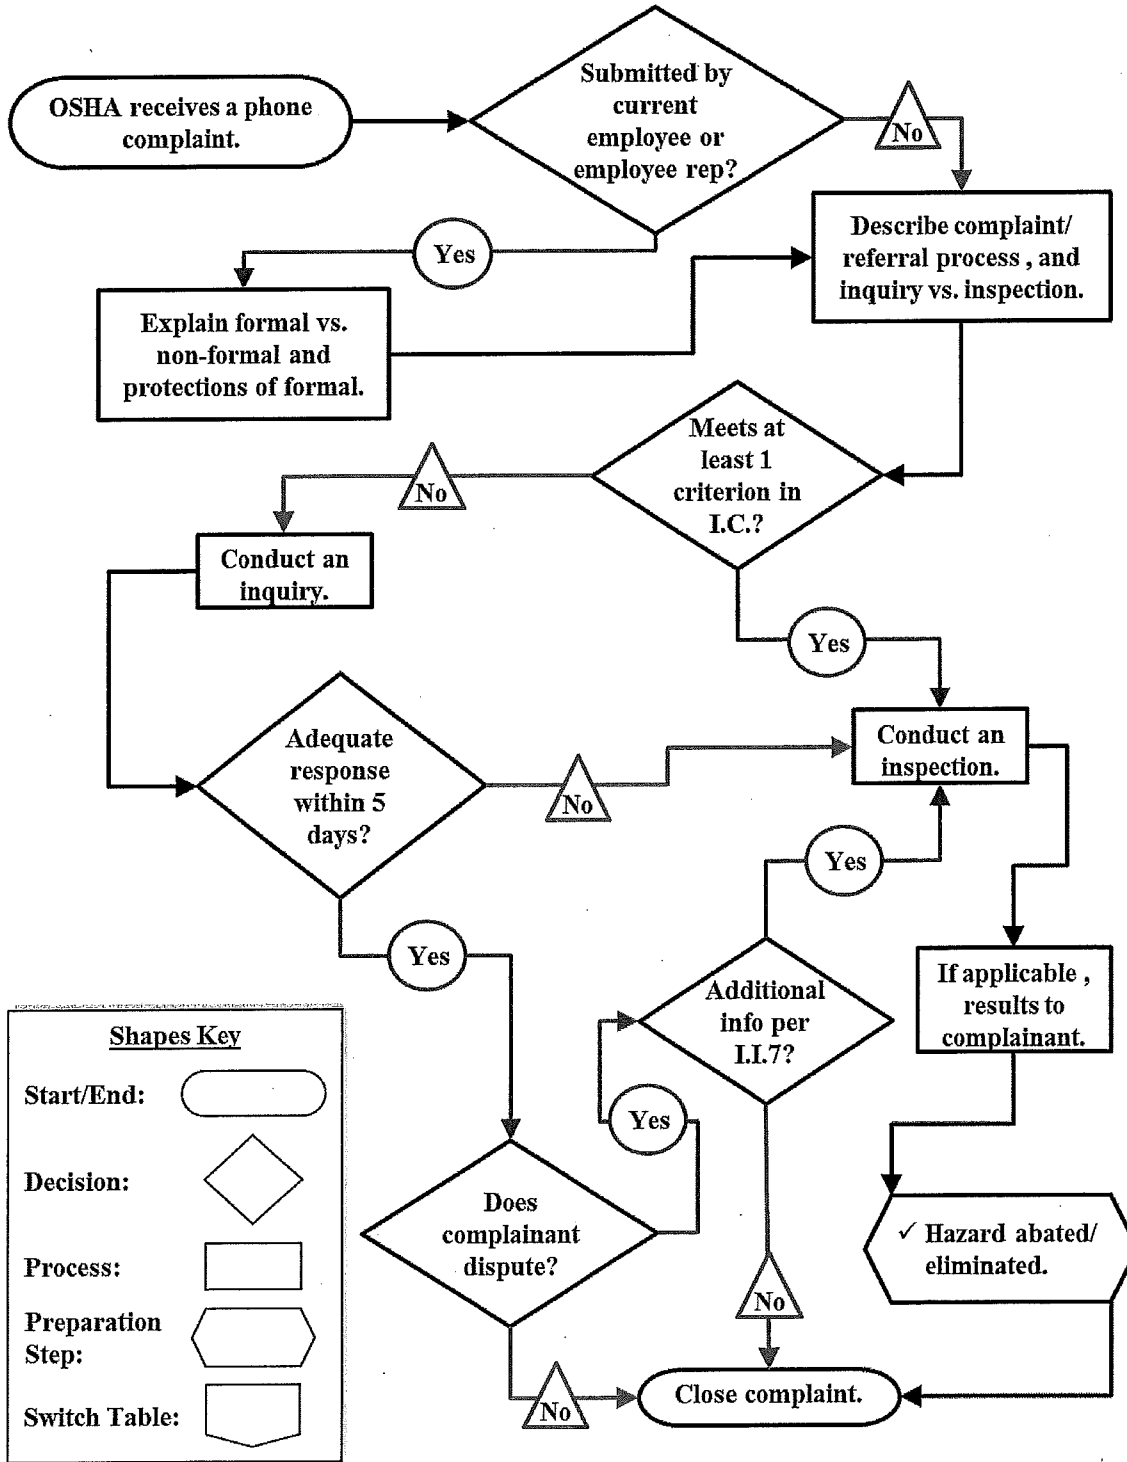 OSHA receives a phone
complaint.
Submitted by
current
employee or
employee rep?
No
Yes
Describe complaint/
referral process , and
inquiry vs. inspection.
Explain formal vs.
non-formal and
protections of formal.
Meets at
least 1
criterion in
I.C.?
No
Conduct an
inquiry.
Yes
Adequate
response
within 5
days?
No
Conduct an
inspection.
Yes
Yes
Additional
info per
I.I.7?
If applicable ,
results to
complainant.
Yes
Does
complainant
dispute?
No
✓ Hazard abated/
eliminated.
No
Close complaint.
Shapes Key
Start/End:
Decision:
Process:
Preparation
Step:
Switch Table: